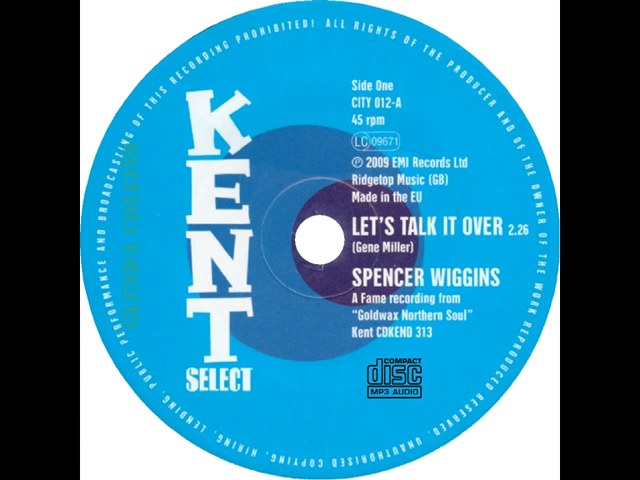 PUBLIC PERFORMANCE AND BROADCASTING OF THIS RECORDING PROHIBITED! ALL RIGHTS OF THE PRODUCER AND OF THE OWNER OF THE WORK REPRODUCED RESERVED. UNAUTHORISED COPYING, HIRING, LENDING,
GLENDA COLLINS
KENT
SELECT
Side One
CITY 012-A
45 rpm
LC 09671
℗ 2009 EMI Records Ltd
Ridgetop Music (GB)
Made in the EU
LET'S TALK IT OVER 2.26
(Gene Miller)
SPENCER WIGGINS
A Fame recording from
"Goldwax Northern Soul"
Kent CDKEND 313
COMPACT
disc
MP3 AUDIO